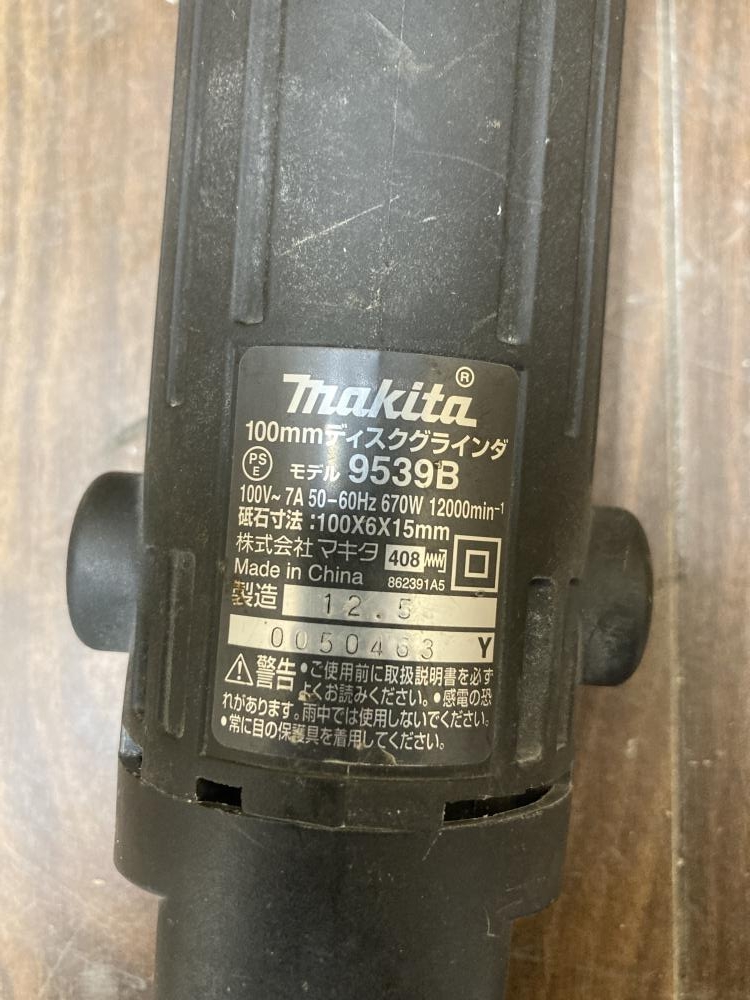 makita®
100mmディスクグラインダ
PS E モデル 9539B
100V~ 7A 50-60Hz 670W 12000min⁻¹
砥石寸法:100X6X15mm
株式会社 マキタ 408
Made in China 862391A5
製造 12.5
0050463 Y
警告 •ご使用前に取扱説明書を必ず
よくお読みください。•感電の恐
れがあります。雨中では使用しないでください。
•常に目の保護具を着用してください。